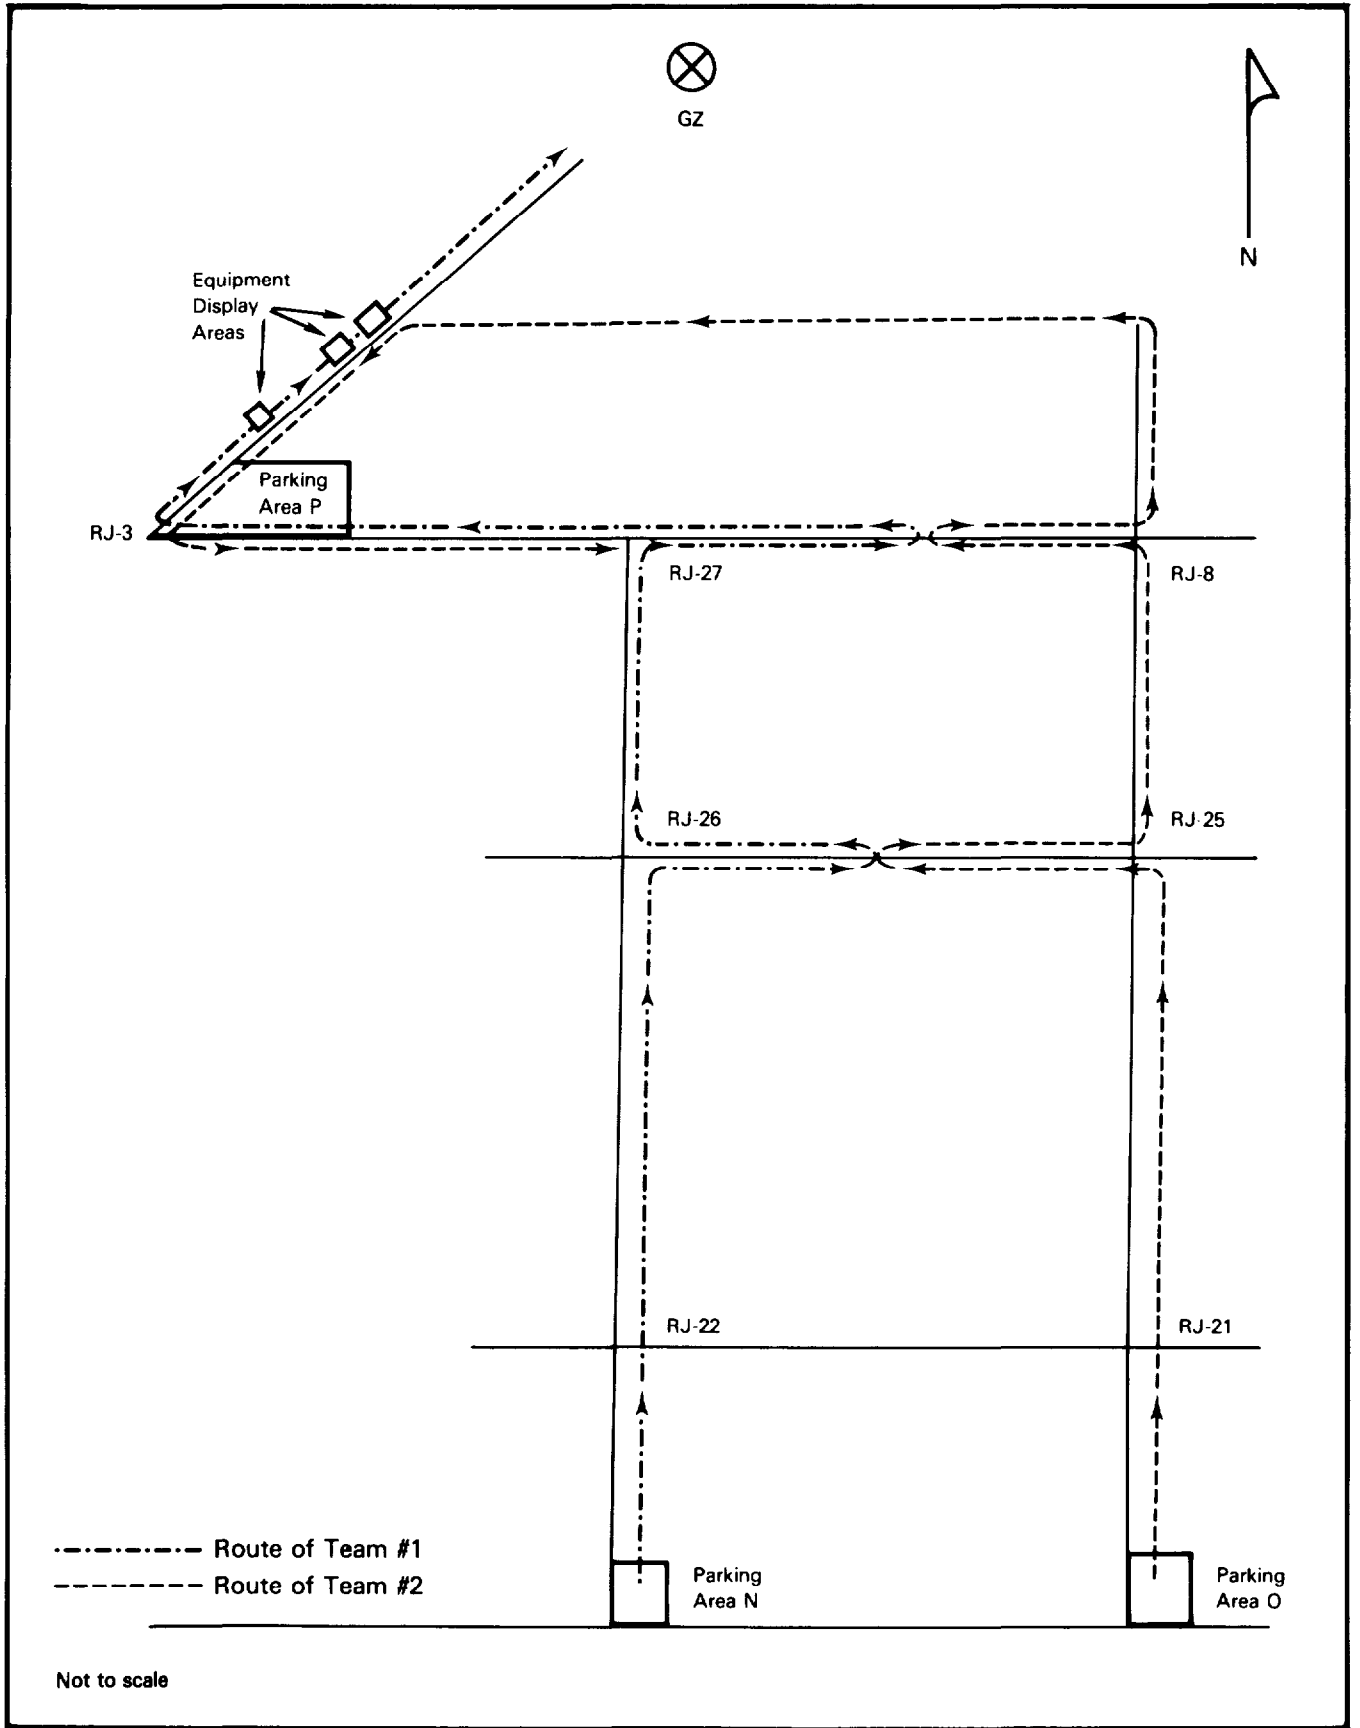 GZ
N
Equipment
Display
Areas
Parking
Area P
RJ-3
RJ-27
RJ-8
RJ-26
RJ-25
RJ-22
RJ-21
Route of Team #1
Route of Team #2
Parking
Area N
Parking
Area O
Not to scale